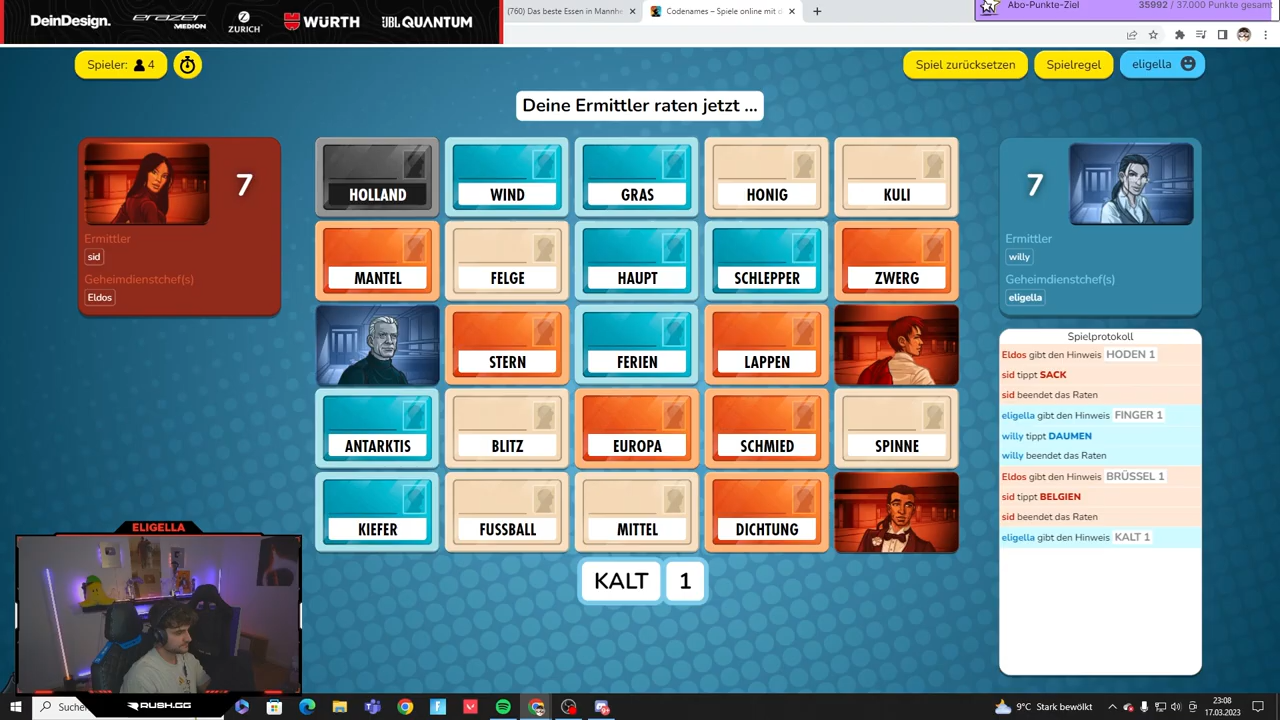 DeinDesign.
erazer
MEDION
ZURICH
WÜRTH
JBL QUANTUM
(760) Das beste Essen in Mannhe
Codenames – Spiele online mit d
Abo-Punkte-Ziel
35992 / 37.000 Punkte gesamt
Spieler: 4
Spiel zurücksetzen
Spielregel
eligella
Deine Ermittler raten jetzt ...
7
Ermittler
sid
Geheimdienstchef(s)
Eldos
HOLLAND
WIND
GRAS
HONIG
KULI
MANTEL
FELGE
HAUPT
SCHLEPPER
ZWERG
STERN
FERIEN
LAPPEN
ANTARKTIS
BLITZ
EUROPA
SCHMIED
SPINNE
KIEFER
FUSSBALL
MITTEL
DICHTUNG
KALT 1
7
Ermittler
willy
Geheimdienstchef(s)
eligella
Spielprotokoll
Eldos gibt den Hinweis HODEN 1
sid tippt SACK
sid beendet das Raten
eligella gibt den Hinweis FINGER 1
willy tippt DAUMEN
willy beendet das Raten
Eldos gibt den Hinweis BRÜSSEL 1
sid tippt BELGIEN
sid beendet das Raten
eligella gibt den Hinweis KALT 1
ELIGELLA
RUSH.GG
Suche
9°C Stark bewölkt
23:08
17.03.2023